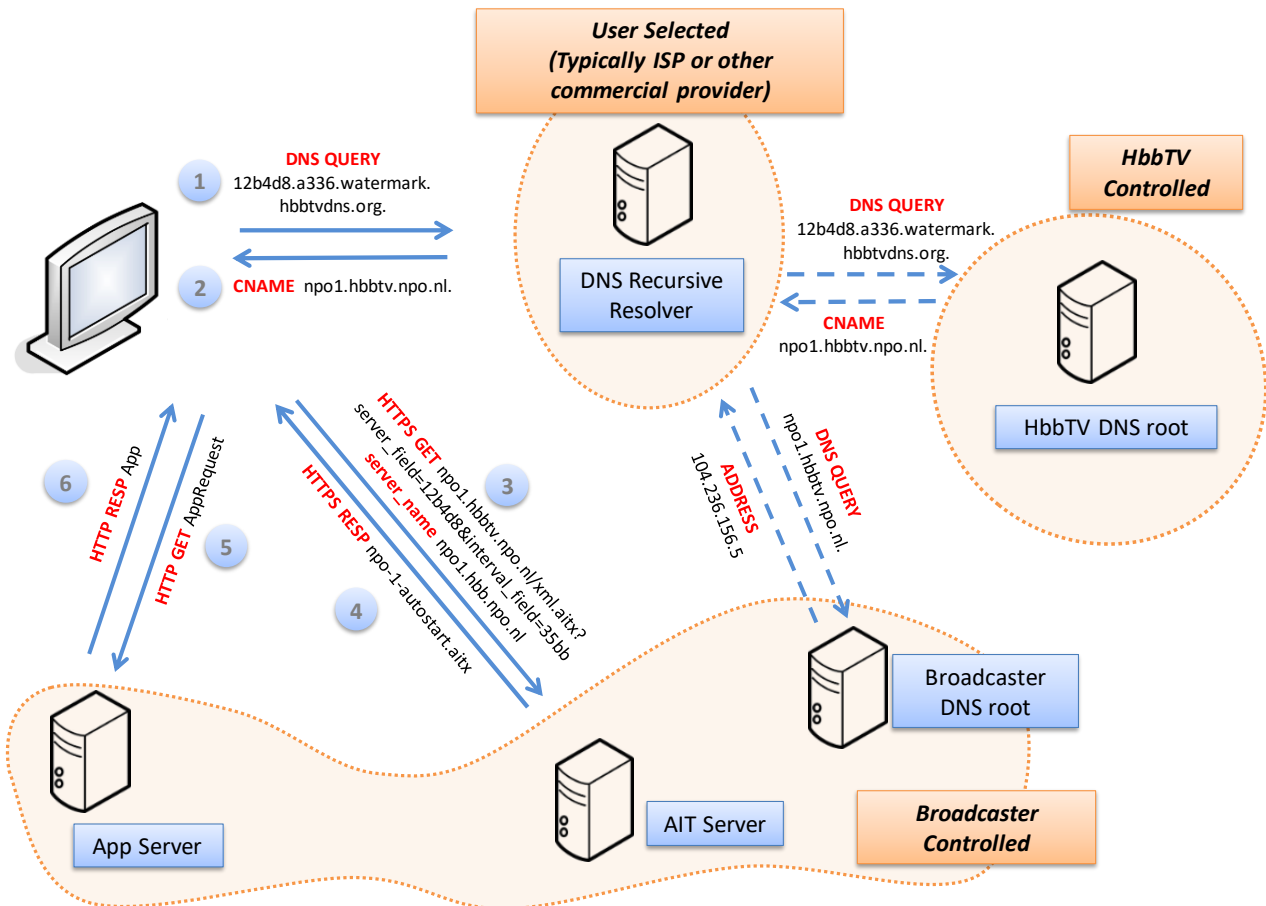 User Selected
(Typically ISP or other
commercial provider)
HbbTV
Controlled
1
DNS QUERY
12b4d8.a336.watermark.
hbbtvdns.org.
2
CNAME npo1.hbbtv.npo.nl.
DNS Recursive
Resolver
DNS QUERY
12b4d8.a336.watermark.
hbbtvdns.org.
CNAME
npo1.hbbtv.npo.nl.
HbbTV DNS root
6
HTTP RESP App
HTTP GET AppRequest
5
HTTPS GET npo1.hbbtv.npo.nl/xml.aitx?
server_field=12b4d8&interval_field=35bb
server_name npo1.hbb.npo.nl
3
HTTPS RESP npo-1-autostart.aitx
4
DNS QUERY
npo1.hbbtv.npo.nl.
ADDRESS
104.236.156.5
Broadcaster
DNS root
App Server
AIT Server
Broadcaster
Controlled